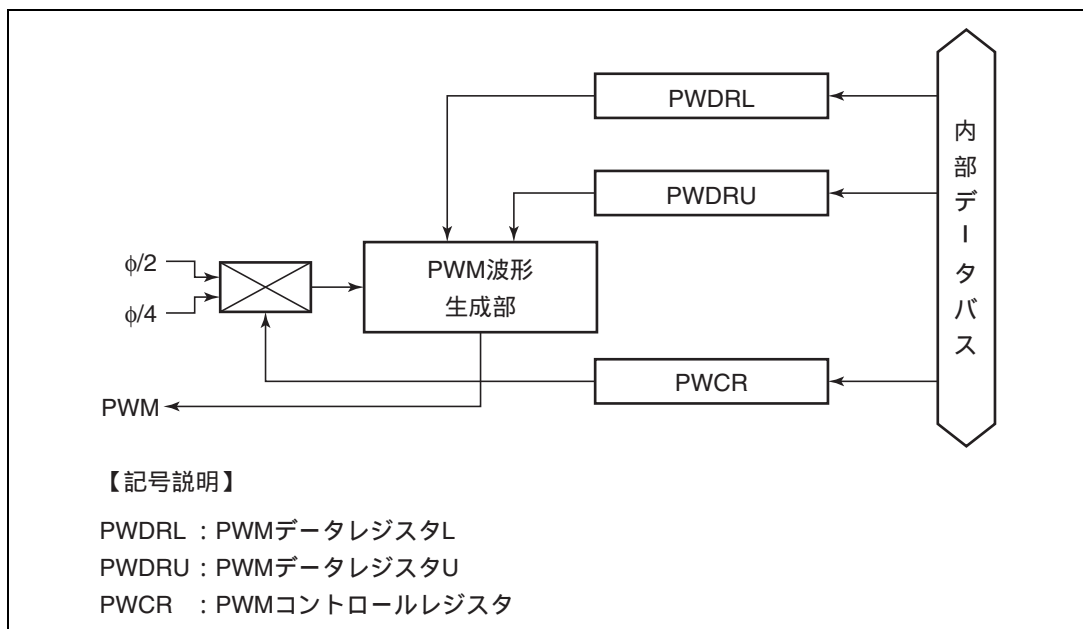 PWDRL
PWDRU
内部データバス
φ/2
φ/4
PWM波形
生成部
PWCR
PWM
【記号説明】
PWDRL : PWMデータレジスタL
PWDRU : PWMデータレジスタU
PWCR : PWMコントロールレジスタ